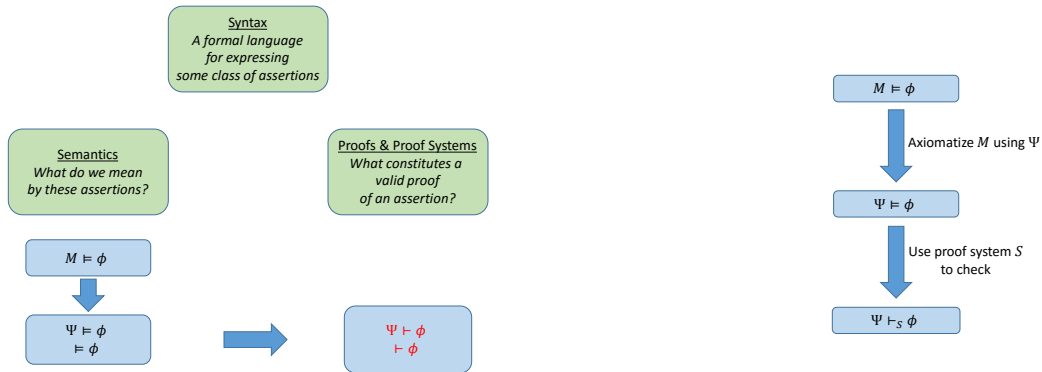 Syntax
A formal language
for expressing
some class of assertions
Semantics
What do we mean
by these assertions?
Proofs & Proof Systems
What constitutes a
valid proof
of an assertion?
M ⊨ ϕ
Ψ ⊨ ϕ
⊨ ϕ
Ψ ⊢ ϕ
⊢ ϕ
M ⊨ ϕ
Axiomatize M using Ψ
Ψ ⊨ ϕ
Use proof system S
to check
Ψ ⊢_S ϕ